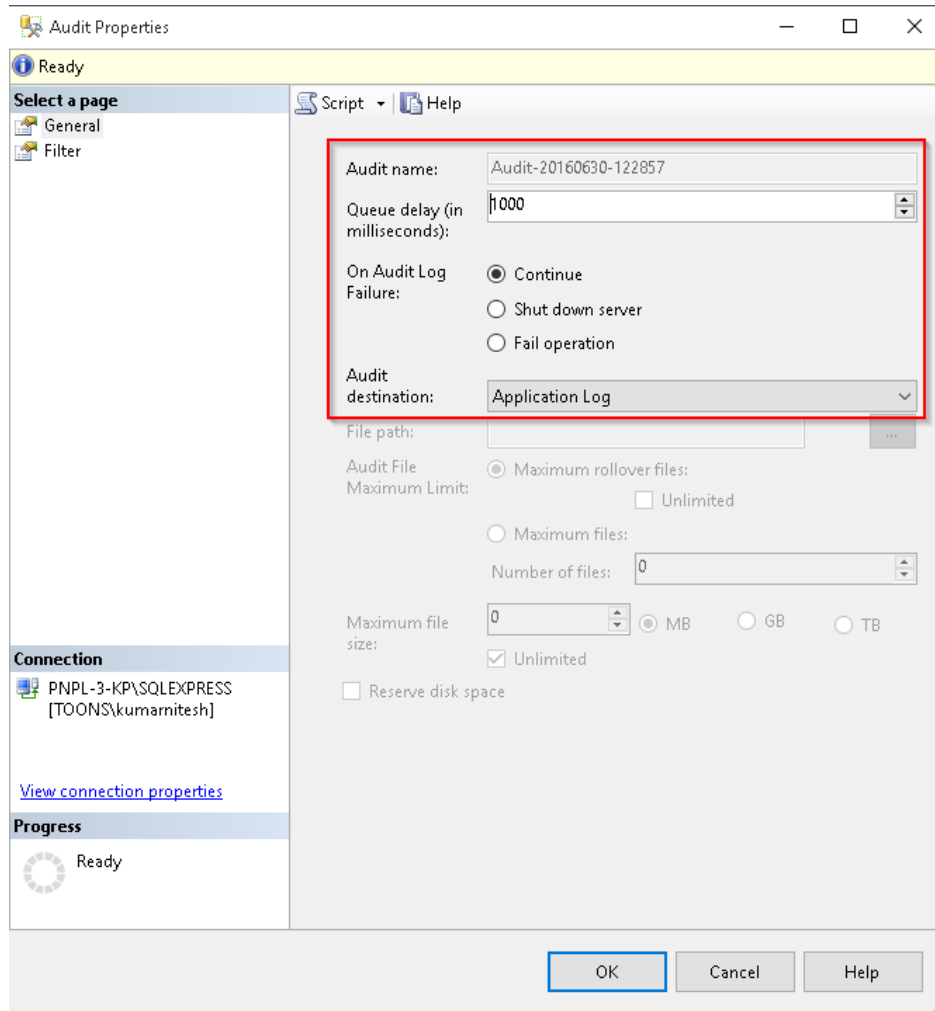 Audit Properties
Ready
Select a page
General
Filter
Script
Help
Audit name:
Audit-20160630-122857
Queue delay (in
milliseconds):
1000
On Audit Log
Failure:
Continue
Shut down server
Fail operation
Audit
destination:
Application Log
File path:
...
Audit File
Maximum Limit:
Maximum rollover files:
Unlimited
Maximum files:
Number of files:
0
Maximum file
size:
0
MB
GB
TB
Unlimited
Reserve disk space
Connection
PNPL-3-KP\SQLEXPRESS
[TOONS\kumarnitesh]
View connection properties
Progress
Ready
OK
Cancel
Help